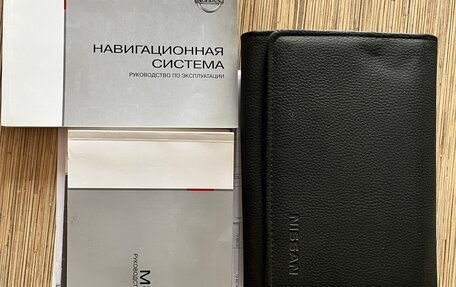 НАВИГАЦИОННАЯ
СИСТЕМА
РУКОВОДСТВО ПО ЭКСПЛУАТАЦИИ
NISSAN